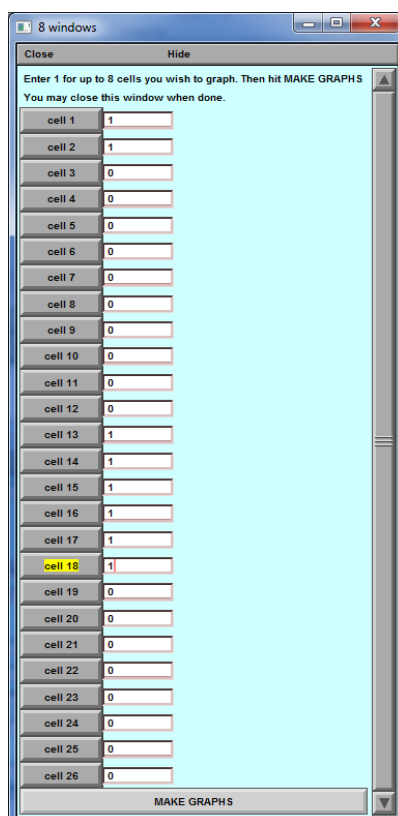 8 windows
Close Hide
Enter 1 for up to 8 cells you wish to graph. Then hit MAKE GRAPHS
You may close this window when done.
cell 1 1
cell 2 1
cell 3 0
cell 4 0
cell 5 0
cell 6 0
cell 7 0
cell 8 0
cell 9 0
cell 10 0
cell 11 0
cell 12 0
cell 13 1
cell 14 1
cell 15 1
cell 16 1
cell 17 1
cell 18 1
cell 19 0
cell 20 0
cell 21 0
cell 22 0
cell 23 0
cell 24 0
cell 25 0
cell 26 0
MAKE GRAPHS